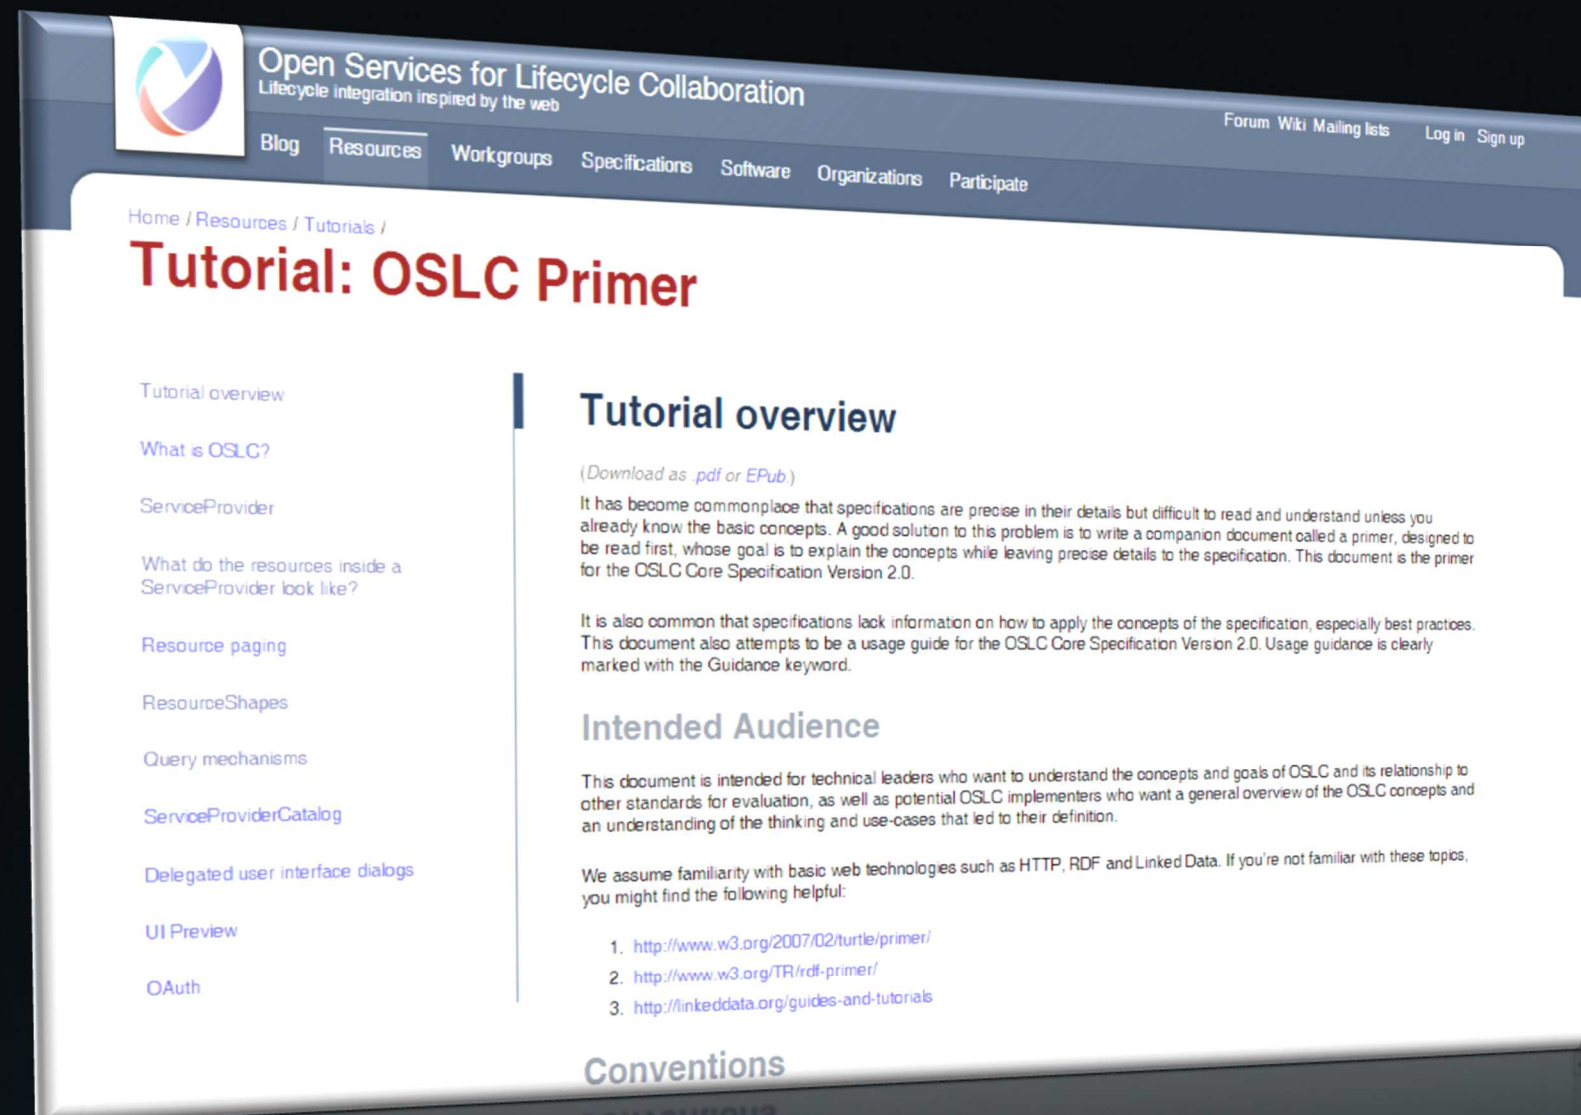 Open Services for Lifecycle Collaboration
Lifecycle integration inspired by the web
Forum Wiki Mailing lists Log in Sign up
Blog Resources Workgroups Specifications Software Organizations Participate
Home / Resources / Tutorials /
Tutorial: OSLC Primer
Tutorial overview
What is OSLC?
ServiceProvider
What do the resources inside a
ServiceProvider look like?
Resource paging
ResourceShapes
Query mechanisms
ServiceProviderCatalog
Delegated user interface dialogs
UI Preview
OAuth
Tutorial overview
(Download as .pdf or EPub.)
It has become commonplace that specifications are precise in their details but difficult to read and understand unless you
already know the basic concepts. A good solution to this problem is to write a companion document called a primer, designed to
be read first, whose goal is to explain the concepts while leaving precise details to the specification. This document is the primer
for the OSLC Core Specification Version 2.0.
It is also common that specifications lack information on how to apply the concepts of the specification, especially best practices.
This document also attempts to be a usage guide for the OSLC Core Specification Version 2.0. Usage guidance is clearly
marked with the Guidance keyword.
Intended Audience
This document is intended for technical leaders who want to understand the concepts and goals of OSLC and its relationship to
other standards for evaluation, as well as potential OSLC implementers who want a general overview of the OSLC concepts and
an understanding of the thinking and use-cases that led to their definition.
We assume familiarity with basic web technologies such as HTTP, RDF and Linked Data. If you're not familiar with these topics,
you might find the following helpful:
1. http://www.w3.org/2007/02/turtle/primer/
2. http://www.w3.org/TR/rdf-primer/
3. http://linkeddata.org/guides-and-tutorials
Conventions